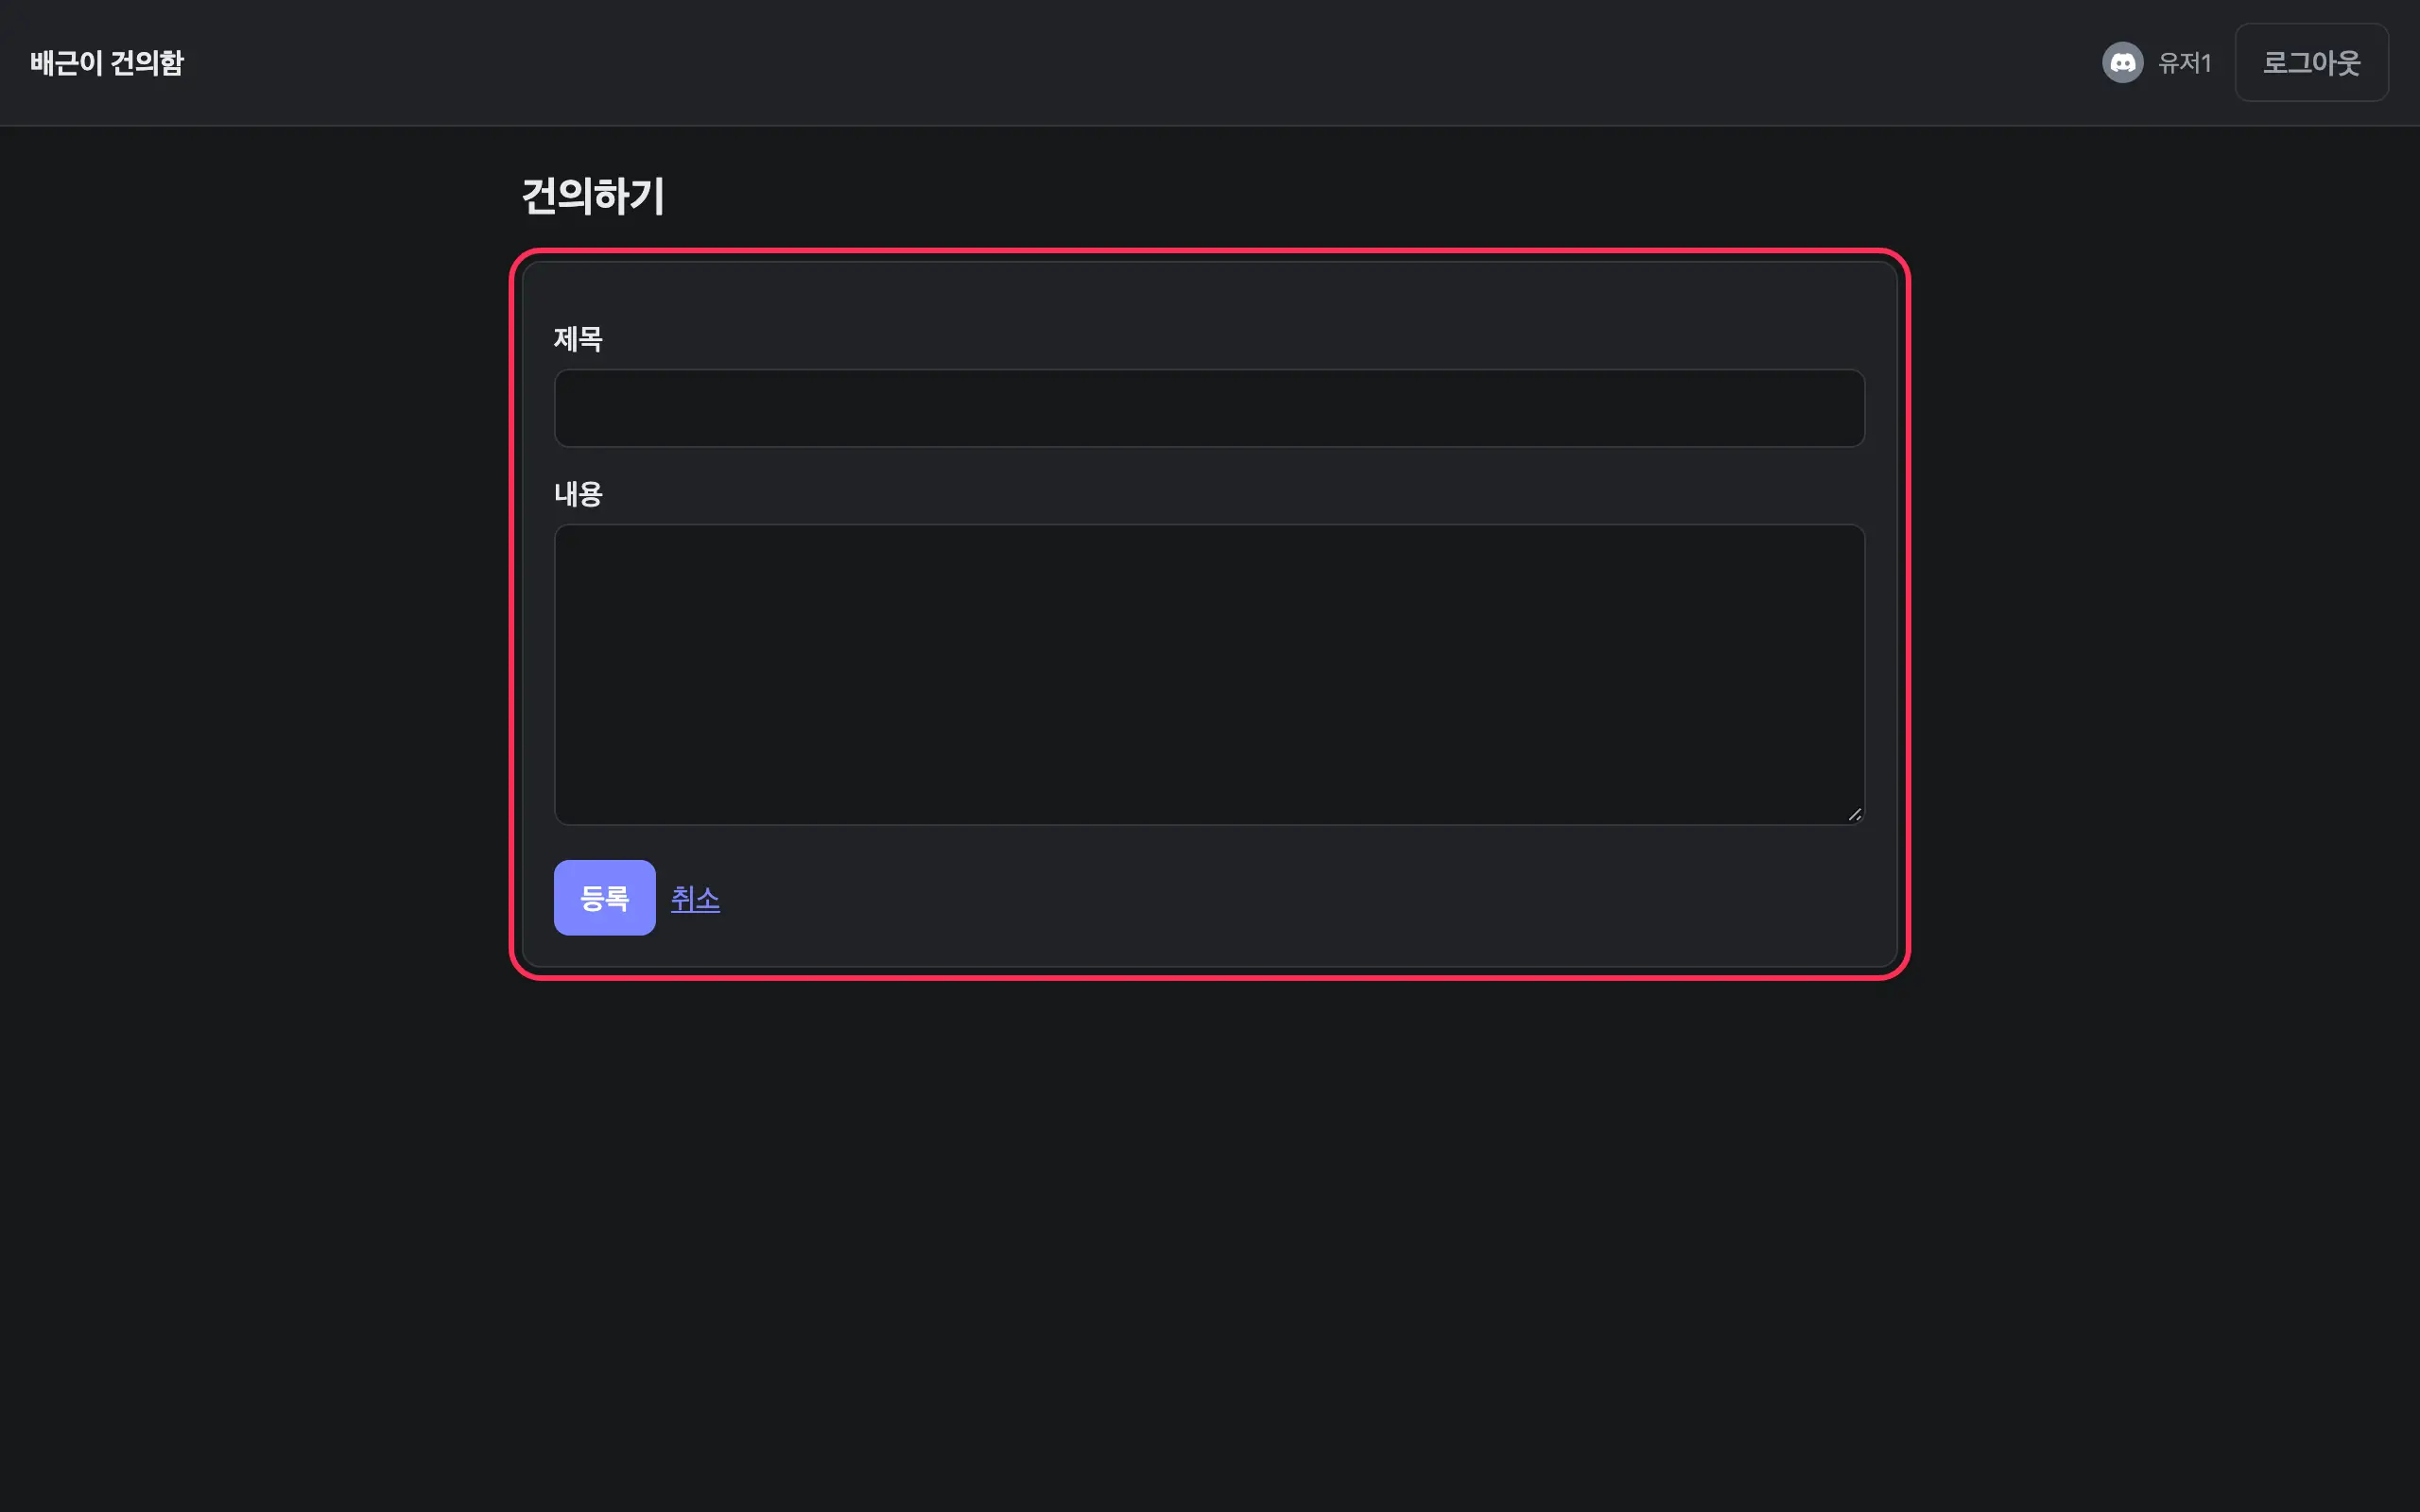 배근이 건의함
유저1
로그아웃
건의하기
제목
내용
등록 취소